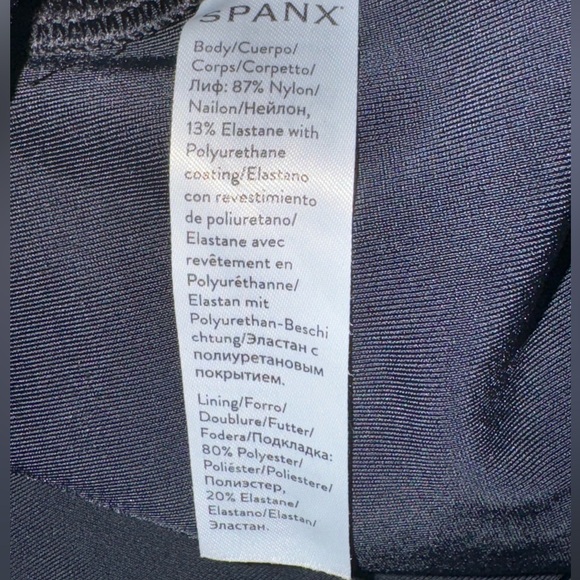 SPANX
Body/Cuerpo/
Corps/Corpetto/
Лиф: 87% Nylon/
Nailon/Нейлон,
13% Elastane with
Polyurethane
coating/Elastano
con revestimiento
de poliuretano/
Elastane avec
revêtement en
Polyuréthanne/
Elastan mit
Polyurethan-Beschi
chtung/Эластан с
полиуретановым
покрытием.
Lining/Forro/
Doublure/Futter/
Fodera/Подкладка:
80% Polyester/
Poliéster/Poliestere/
Полиэстер,
20% Elastane/
Elastano/Elastan/
Эластан.